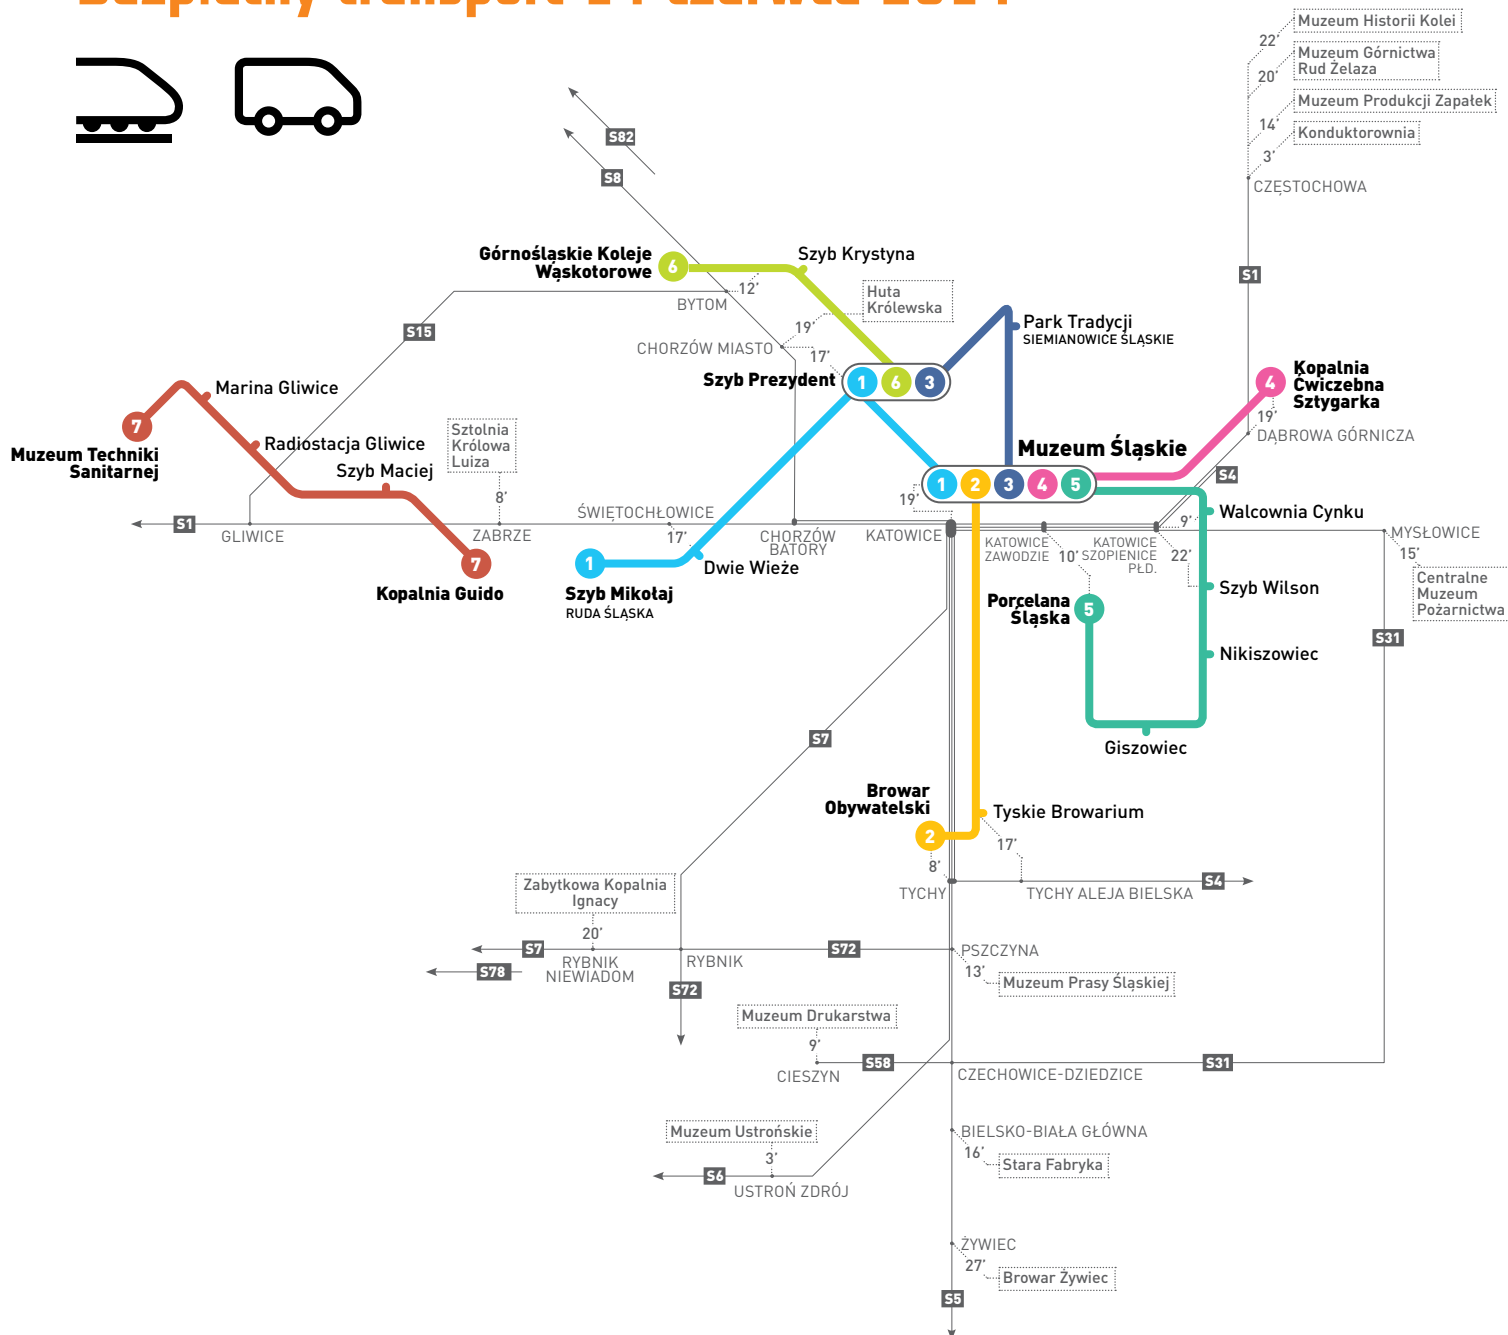 22'
Muzeum Historii Kolei
20'
Muzeum Górnictwa
Rud Żelaza
14'
Muzeum Produkcji Zapałek
3'
Konduktorownia
CZĘSTOCHOWA
S82
S8
S1
Górnośląskie Koleje
Wąskotorowe
6
Szyb Krystyna
12'
BYTOM
Huta
Królewska
19'
S15
CHORZÓW MIASTO
17'
Park Tradycji
SIEMIANOWICE ŚLĄSKIE
Szyb Prezydent
1 6 3
4
Kopalnia
Ćwiczebna
Sztygarka
19'
DĄBROWA GÓRNICZA
Marina Gliwice
7
Muzeum Techniki
Sanitarnej
Radiostacja Gliwice
Szyb Maciej
Sztolnia
Królowa
Luiza
8'
Muzeum Śląskie
1 2 3 4 5
19'
S4
S1
GLIWICE
ZABRZE
ŚWIĘTOCHŁOWICE
17'
CHORZÓW
BATORY
KATOWICE
KATOWICE
ZAWODZIE
10'
KATOWICE
SZOPIENICE
PŁD.
9'
22'
Walcownia Cynku
MYSŁOWICE
15'
Centralne
Muzeum
Pożarnictwa
7
Kopalnia Guido
1
Szyb Mikołaj
RUDA ŚLĄSKA
Dwie Wieże
Porcelana
Śląska
5
Szyb Wilson
S31
Nikiszowiec
Giszowiec
S7
Browar
Obywatelski
2
8'
Tyskie Browarium
17'
TYCHY
TYCHY ALEJA BIELSKA
S4
Zabytkowa Kopalnia
Ignacy
20'
S7
RYBNIK
NIEWIADOM
RYBNIK
S72
PSZCZYNA
13'
Muzeum Prasy Śląskiej
S78
S72
Muzeum Drukarstwa
9'
CIESZYN
S58
CZECHOWICE-DZIEDZICE
S31
Muzeum Ustrońskie
3'
S6
USTROŃ ZDRÓJ
BIELSKO-BIAŁA GŁÓWNA
16'
Stara Fabryka
ŻYWIEC
27'
Browar Żywiec
S5